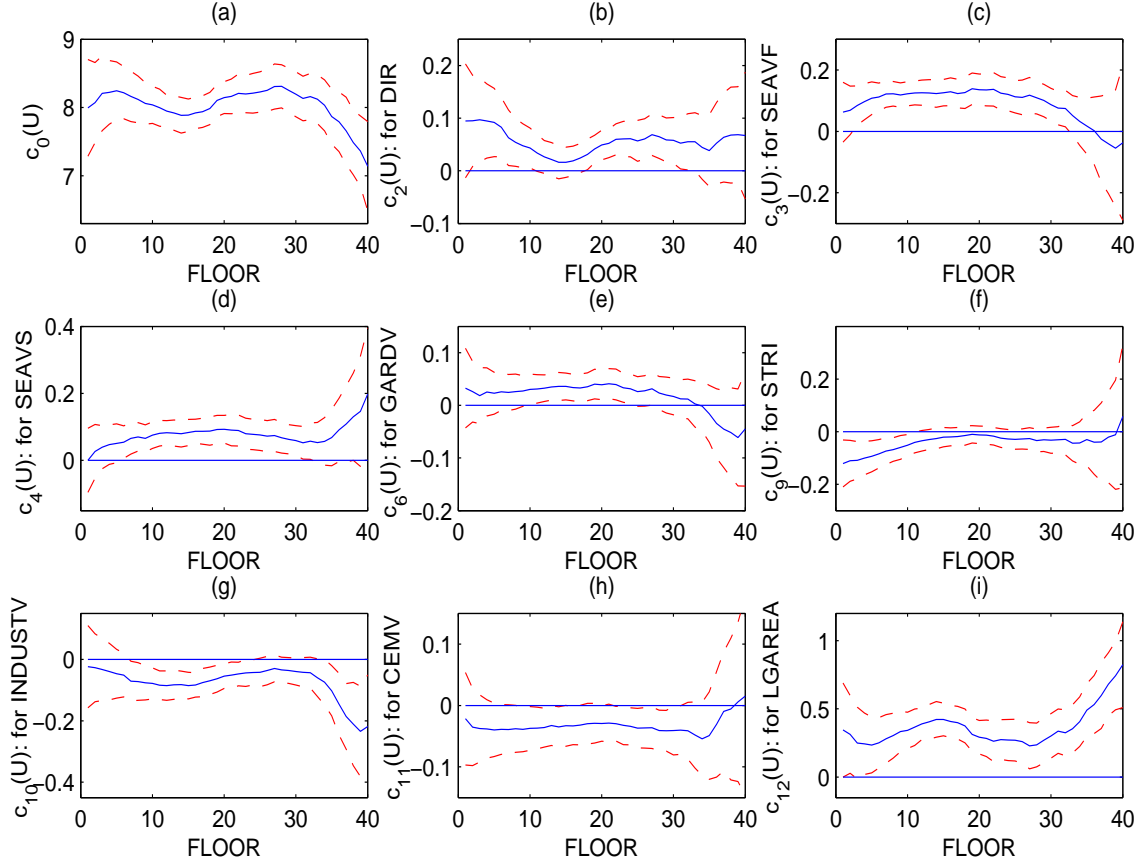 (a)
9
8
7
c0(U)
0 10 20 30 40
FLOOR
(b)
0.2
0.1
0
−0.1
c2(U): for DIR
0 10 20 30 40
FLOOR
(c)
0.2
0
−0.2
c3(U): for SEAVF
0 10 20 30 40
FLOOR
(d)
0.4
0.2
0
c4(U): for SEAVS
0 10 20 30 40
FLOOR
(e)
0.1
0
−0.1
−0.2
c6(U): for GARDV
0 10 20 30 40
FLOOR
(f)
0.2
0
−0.2
c9(U): for STRI
0 10 20 30 40
FLOOR
(g)
0
−0.2
−0.4
c10(U): for INDUSTV
0 10 20 30 40
FLOOR
(h)
0.1
0
−0.1
c11(U): for CEMV
0 10 20 30 40
FLOOR
(i)
1
0.5
0
c12(U): for LGAREA
0 10 20 30 40
FLOOR